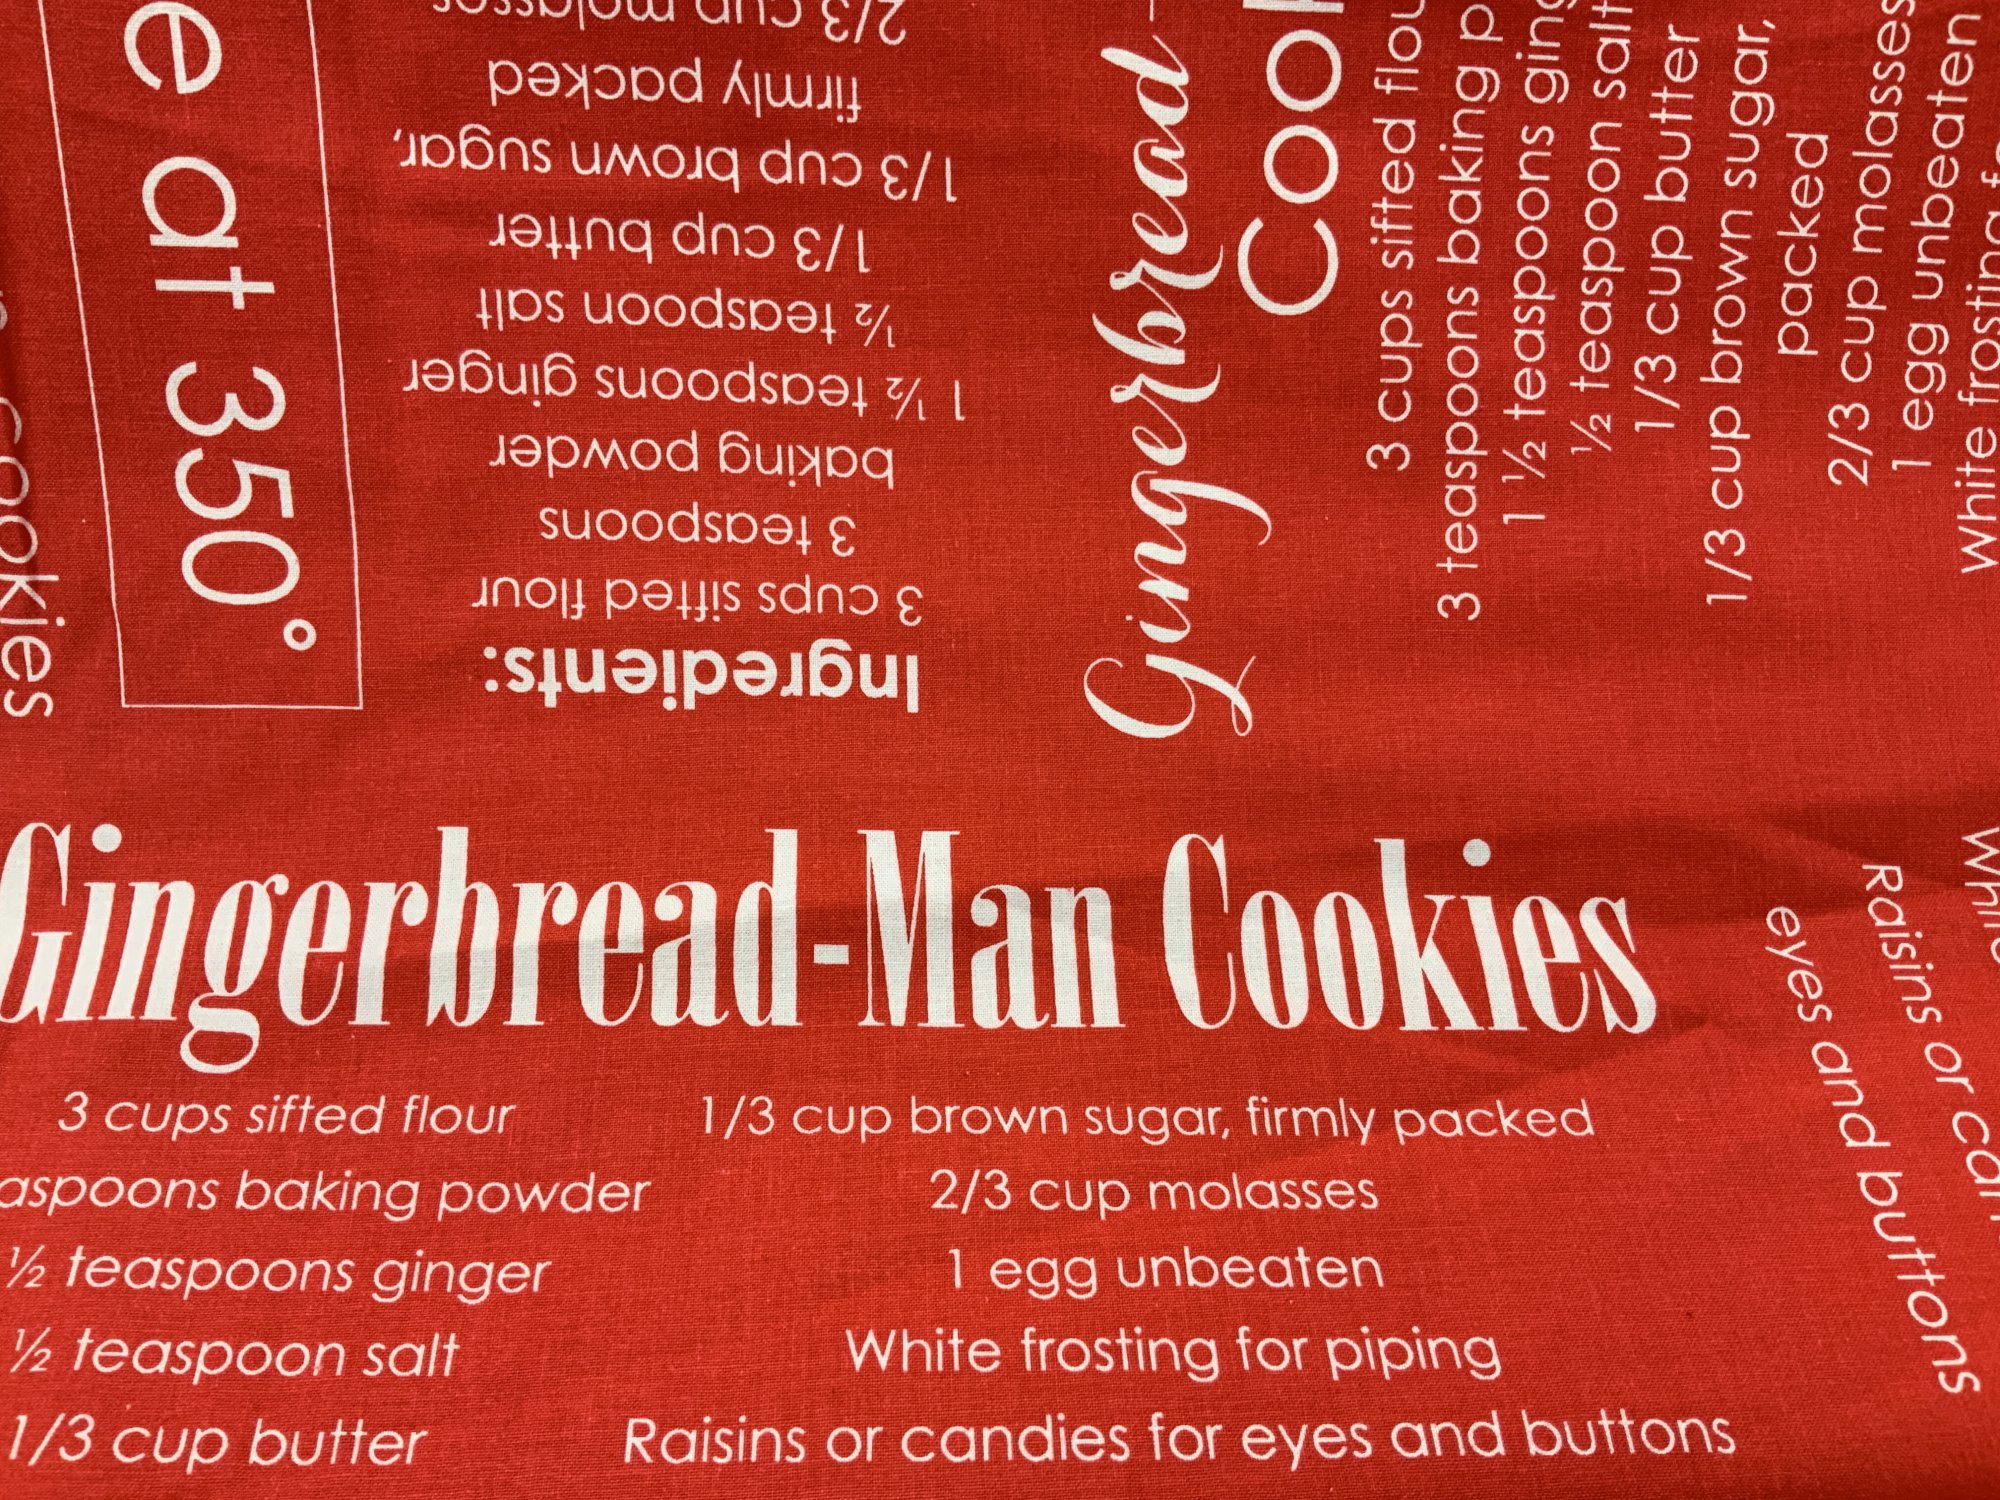 e at 350°
Cookies
2/3 cup molasses
firmly packed
1/3 cup brown sugar,
1/3 cup butter
½ teaspoon salt
1 ½ teaspoons ginger
baking powder
3 teaspoons
3 cups sifted flour
Ingredients:
Gingerbread-
Coo
3 cups sifted flou
3 teaspoons baking p
1 ½ teaspoons ging
½ teaspoon salt
1/3 cup butter
1/3 cup brown sugar,
packed
2/3 cup molasses
1 egg unbeaten
White frosting fo
Gingerbread-Man Cookies
3 cups sifted flour
aspoons baking powder
½ teaspoons ginger
½ teaspoon salt
1/3 cup butter
1/3 cup brown sugar, firmly packed
2/3 cup molasses
1 egg unbeaten
White frosting for piping
Raisins or candies for eyes and buttons
Whit
Raisins or can
eyes and buttons